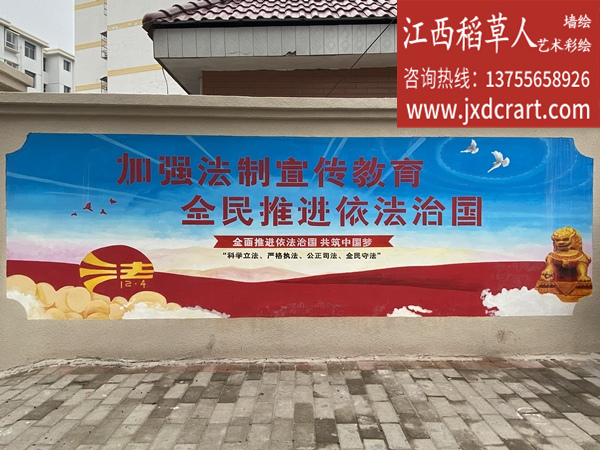 江西稻草人 墙绘
艺术彩绘
咨询热线：13755658926
www.jxdcrart.com
加强法制宣传教育
全民推进依法治国
全面推进依法治国 共筑中国梦
“科学立法、严格执法、公正司法、全民守法”
法
12·4